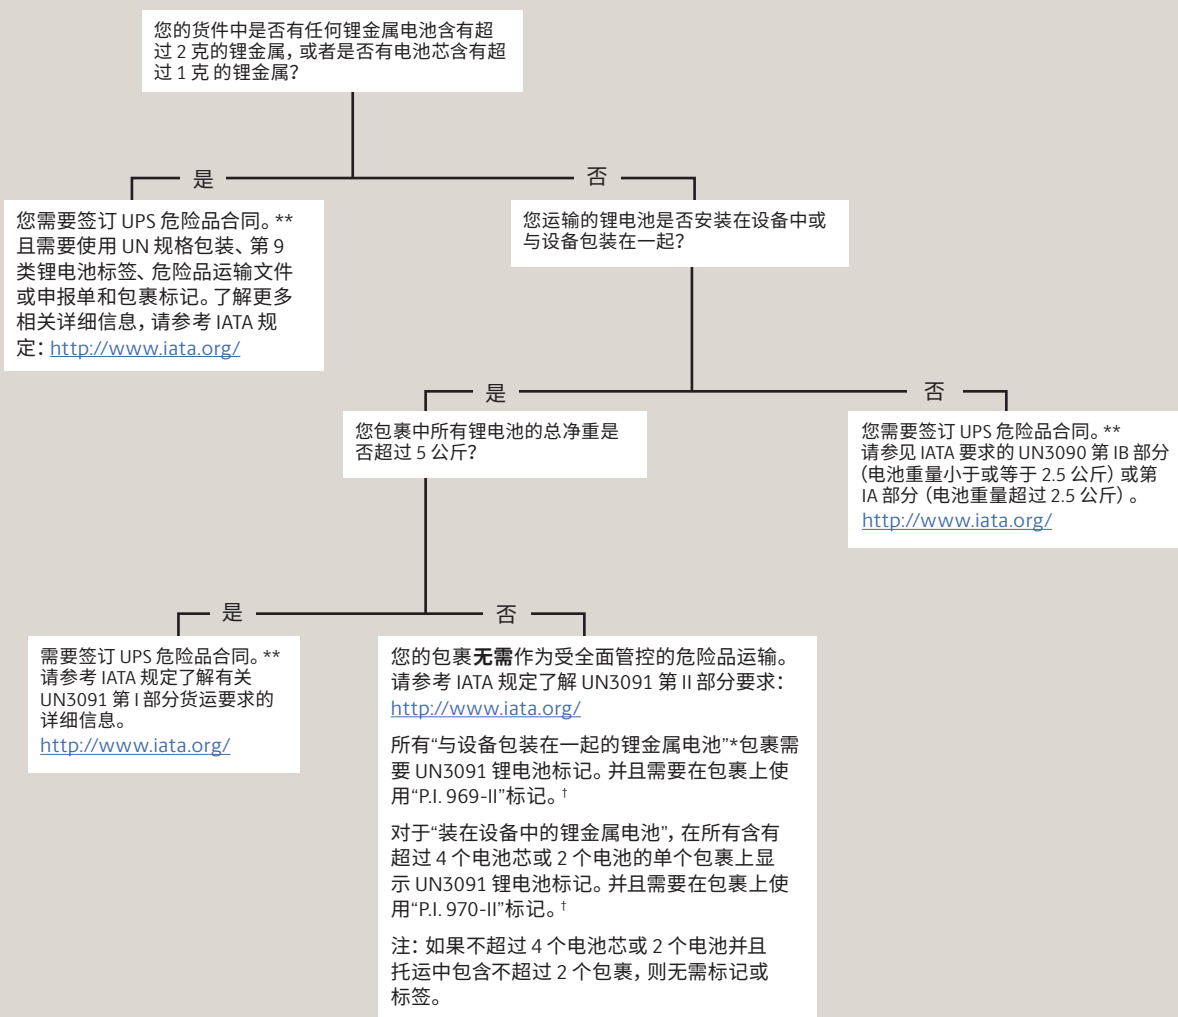 您的货件中是否有任何锂金属电池含有超
过 2 克的锂金属，或者是否有电池芯含有超
过 1 克 的锂金属？
是
否
您需要签订 UPS 危险品合同。**
且需要使用 UN 规格包装、第 9
类锂电池标签、危险品运输文件
或申报单和包裹标记。了解更多
相关详细信息，请参考 IATA 规
定：http://www.iata.org/
您运输的锂电池是否安装在设备中或
与设备包装在一起？
是
否
您包裹中所有锂电池的总净重是
否超过 5 公斤？
您需要签订 UPS 危险品合同。**
请参见 IATA 要求的 UN3090 第 IB 部分
（电池重量小于或等于 2.5 公斤）或第
IA 部分（电池重量超过 2.5 公斤）。
http://www.iata.org/
是
否
需要签订 UPS 危险品合同。**
请参考 IATA 规定了解有关
UN3091 第 I 部分货运要求的
详细信息。
http://www.iata.org/
您的包裹无需作为受全面管控的危险品运输。
请参考 IATA 规定了解 UN3091 第 II 部分要求：
http://www.iata.org/
所有“与设备包装在一起的锂金属电池”*包裹需
要 UN3091 锂电池标记。并且需要在包裹上使
用“P.I. 969-II”标记。†
对于“装在设备中的锂金属电池”，在所有含有
超过 4 个电池芯或 2 个电池的单个包裹上显
示 UN3091 锂电池标记。并且需要在包裹上使
用“P.I. 970-II”标记。†
注：如果不超过 4 个电池芯或 2 个电池并且
托运中包含不超过 2 个包裹，则无需标记或
标签。